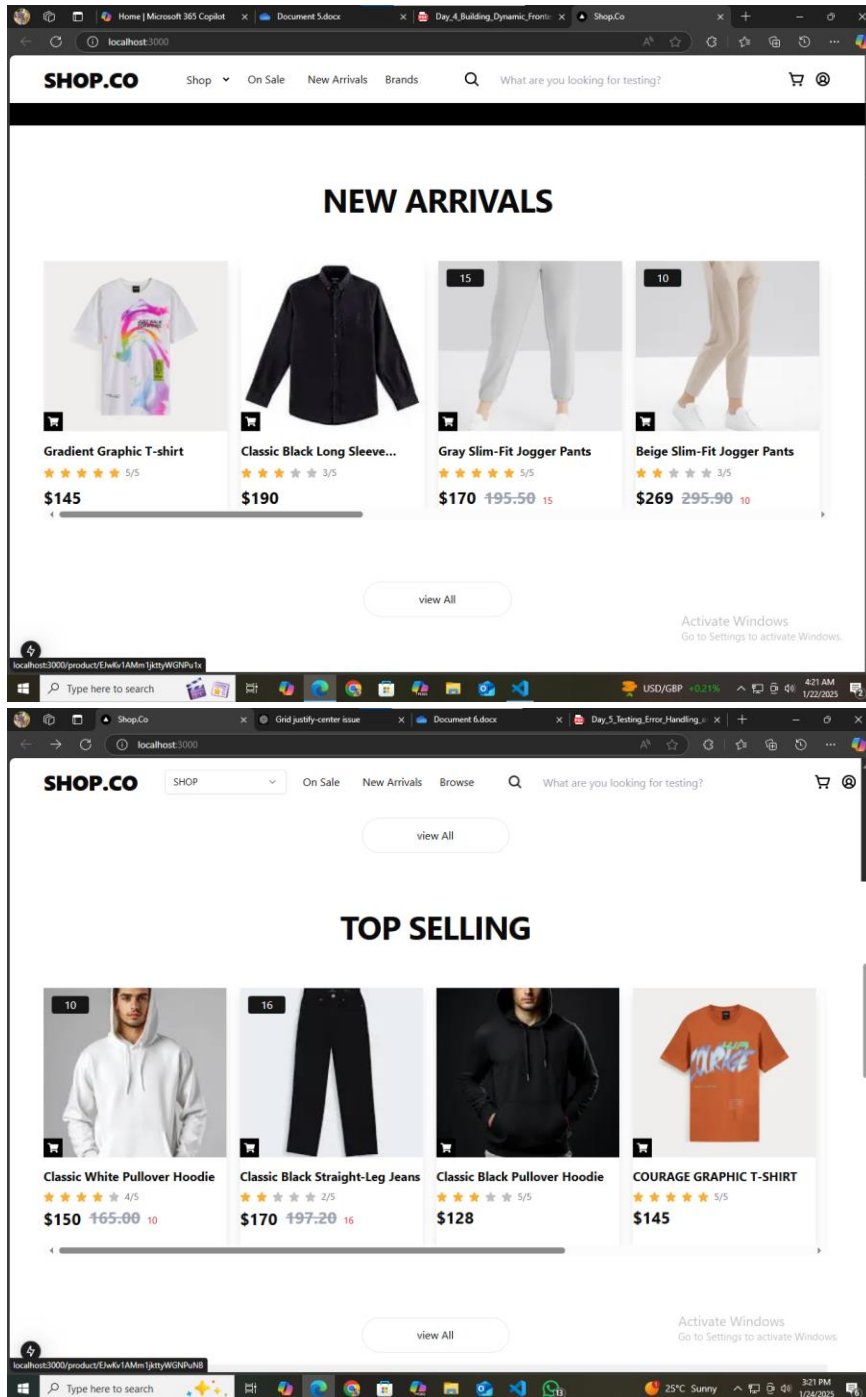 Home | Microsoft 365 Copilot
Document 5.docx
Day_4_Building_Dynamic_Fronte
Shop.Co
localhost:3000
SHOP.CO
Shop
On Sale
New Arrivals
Brands
What are you looking for testing?
NEW ARRIVALS
15
10
Gradient Graphic T-shirt
Classic Black Long Sleeve...
Gray Slim-Fit Jogger Pants
Beige Slim-Fit Jogger Pants
5/5
3/5
5/5
3/5
$145
$190
$170 195.50 15
$269 295.90 10
view All
Activate Windows
Go to Settings to activate Windows.
localhost:3000/product/EJwKv1AMm1jkttyWGNPu1x
Type here to search
USD/GBP +0.21%
4:21 AM
1/22/2025
2
Shop.Co
Grid justify-center issue
Document 6.docx
Day_5_Testing_Error_Handling_
localhost:3000
SHOP.CO
SHOP
On Sale
New Arrivals
Browse
What are you looking for testing?
view All
TOP SELLING
10
16
COURAGE
Classic White Pullover Hoodie
Classic Black Straight-Leg Jeans
Classic Black Pullover Hoodie
COURAGE GRAPHIC T-SHIRT
4/5
2/5
5/5
5/5
$150 165.00 10
$170 197.20 16
$128
$145
view All
Activate Windows
Go to Settings to activate Windows.
localhost:3000/product/EJwKv1AMm1jkttyWGNPuN8
Type here to search
25°C Sunny
3:21 PM
1/24/2025